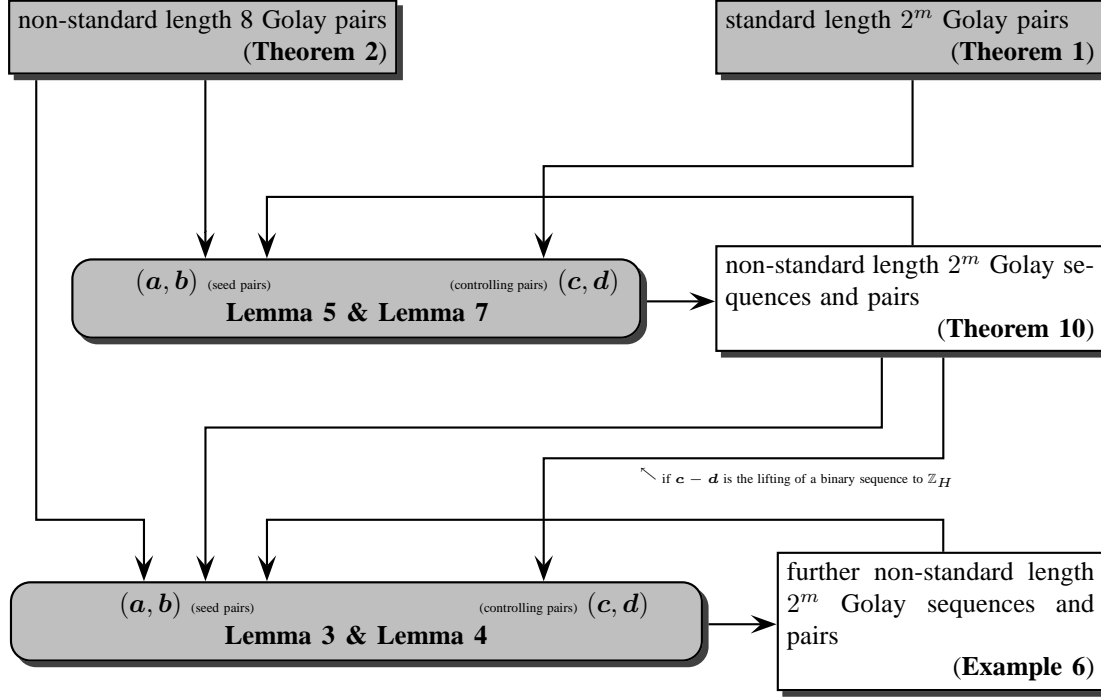 non-standard length 8 Golay pairs
(Theorem 2)
standard length 2^m Golay pairs
(Theorem 1)
(a, b) (seed pairs) (controlling pairs) (c, d)
Lemma 5 & Lemma 7
non-standard length 2^m Golay se-
quences and pairs
(Theorem 10)
if c − d is the lifting of a binary sequence to ℤ_H
(a, b) (seed pairs) (controlling pairs) (c, d)
Lemma 3 & Lemma 4
further non-standard length
2^m Golay sequences and
pairs
(Example 6)